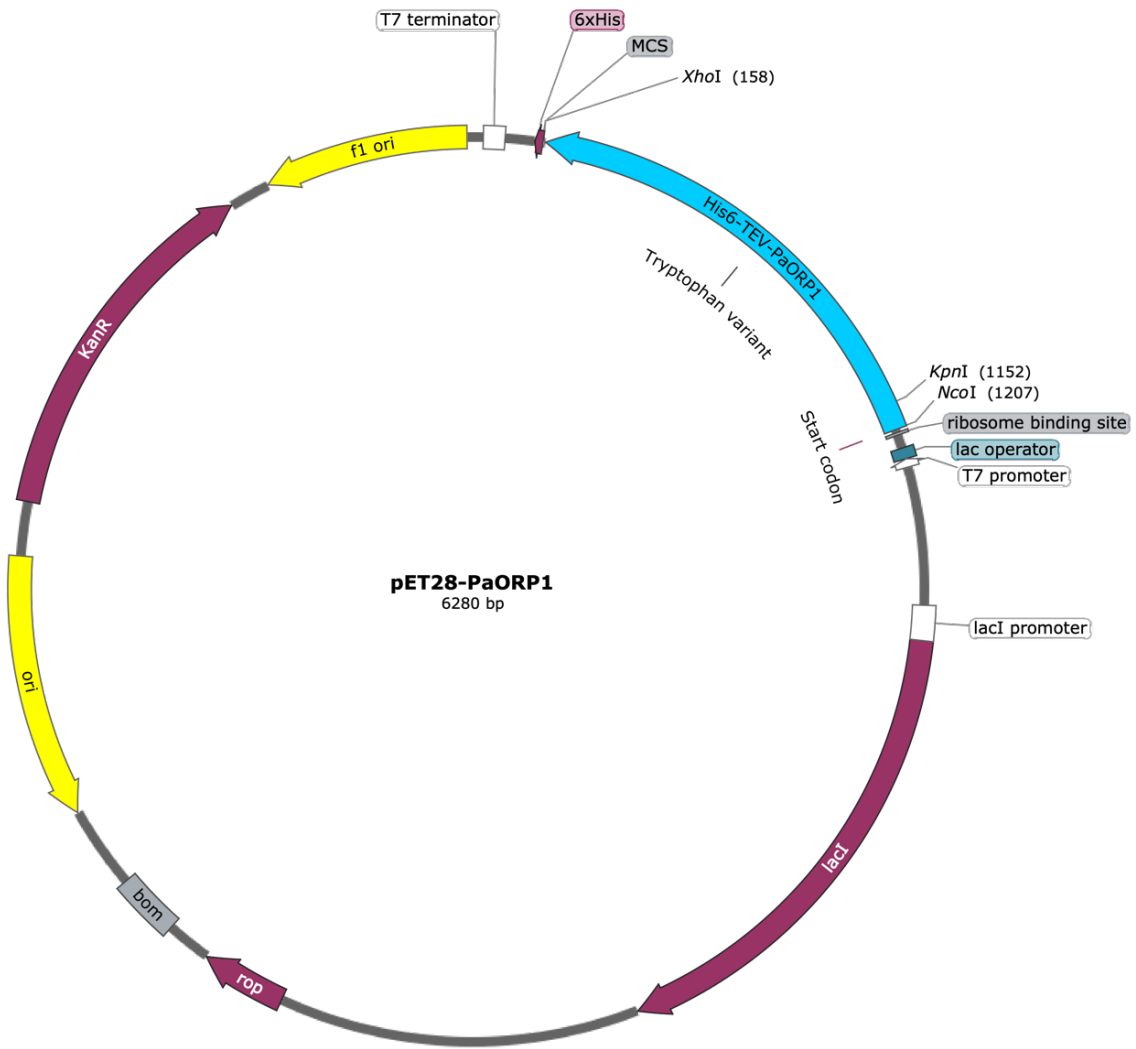 T7 terminator
6xHis
MCS
XhoI (158)
f1 ori
His6-TEV-PaORP1
Tryptophan variant
KanR
KpnI (1152)
NcoI (1207)
ribosome binding site
lac operator
T7 promoter
Start codon
pET28-PaORP1
6280 bp
lacI promoter
ori
lacI
bom
rop